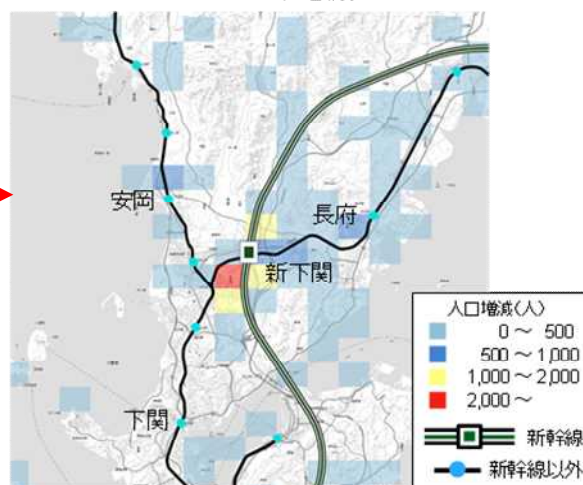 安岡
長府
新下関
下関
人口増減(人)
0～ 500
500～1,000
1,000～2,000
2,000～
新幹線
新幹線以外